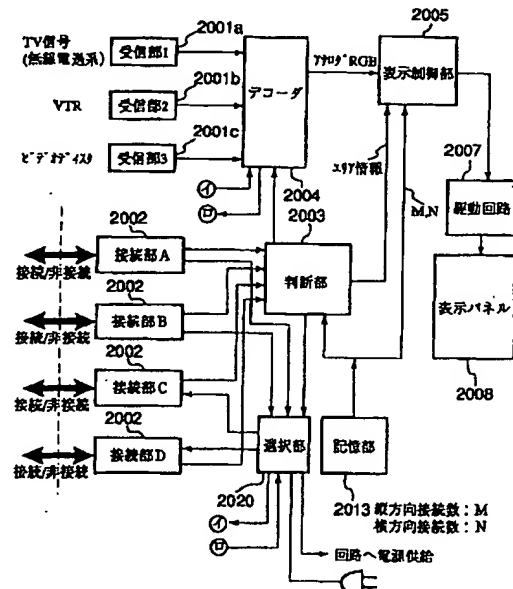 TV信号
(無線電送系)
受信部1
2001a
VTR
受信部2
2001b
ビデオディスク
受信部3
2001c
デコーダ
2004
アナログRGB
表示制御部
2005
エリア情報
M,N
2007
駆動回路
表示パネル
2008
イ
ロ
2003
判断部
2002
接続部A
接続/非接続
2002
接続部B
接続/非接続
2002
接続部C
接続/非接続
2002
接続部D
接続/非接続
選択部
2020
記憶部
2013 縦方向接続数:M
横方向接続数:N
イ
ロ
回路へ電源供給